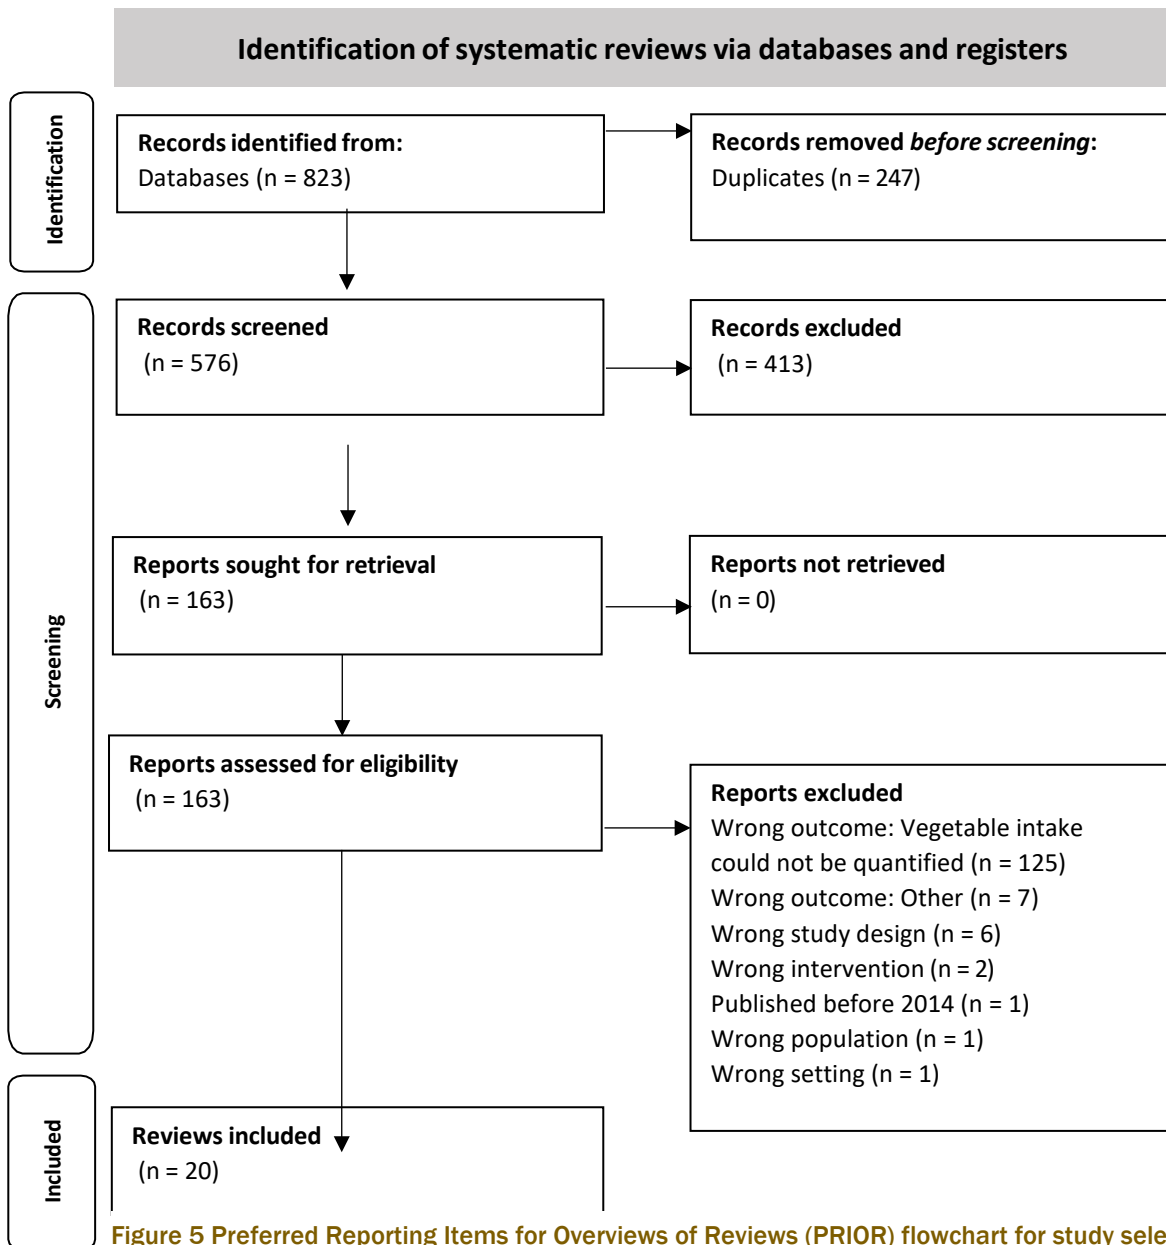 Identification of systematic reviews via databases and registers
Identification
Records identified from:
Databases (n = 823)
Records removed before screening:
Duplicates (n = 247)
Screening
Records screened
(n = 576)
Records excluded
(n = 413)
Reports sought for retrieval
(n = 163)
Reports not retrieved
(n = 0)
Reports assessed for eligibility
(n = 163)
Reports excluded
Wrong outcome: Vegetable intake
could not be quantified (n = 125)
Wrong outcome: Other (n = 7)
Wrong study design (n = 6)
Wrong intervention (n = 2)
Published before 2014 (n = 1)
Wrong population (n = 1)
Wrong setting (n = 1)
Included
Reviews included
(n = 20)
Figure 5 Preferred Reporting Items for Overviews of Reviews (PRIOR) flowchart for study sele